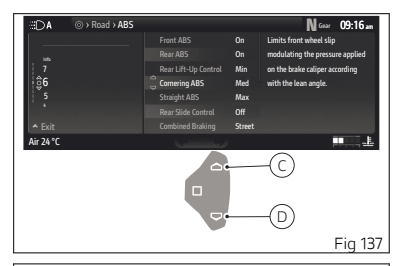 A
> Road > ABS
N Gear 09:16 am
Info
7
6
5
4
Exit
Front ABS On
Rear ABS On
Rear Lift-Up Control Min
Cornering ABS Med
Straight ABS Max
Rear Slide Control Off
Combined Braking Street
Limits front wheel slip
modulating the pressure applied
on the brake caliper according
with the lean angle.
Air 24 °C
C
D
Fig 137